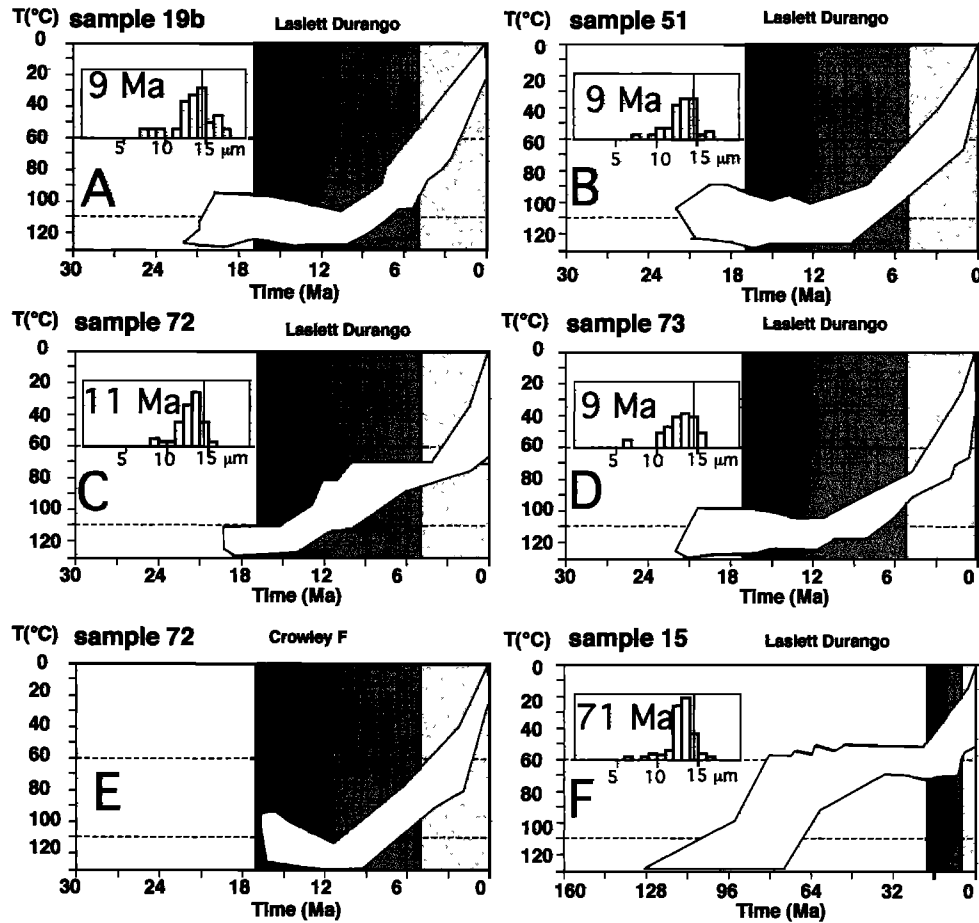 T(°C) sample 19b Laslett Durango
0
20
40
60
80
100
120
9 Ma
5 10 15 μm
A
30 24 18 12 6 0
Time (Ma)
T(°C) sample 51 Laslett Durango
0
20
40
60
80
100
120
9 Ma
5 10 15 μm
B
30 24 18 12 6 0
Time (Ma)
T(°C) sample 72 Laslett Durango
0
20
40
60
80
100
120
11 Ma
5 10 15 μm
C
30 24 18 12 6 0
Time (Ma)
T(°C) sample 73 Laslett Durango
0
20
40
60
80
100
120
9 Ma
5 10 15 μm
D
30 24 18 12 6 0
Time (Ma)
T(°C) sample 72 Crowley F
0
20
40
60
80
100
120
E
30 24 18 12 6 0
Time (Ma)
T(°C) sample 15 Laslett Durango
0
20
40
60
80
100
120
71 Ma
5 10 15 μm
F
160 128 96 64 32 0
Time (Ma)